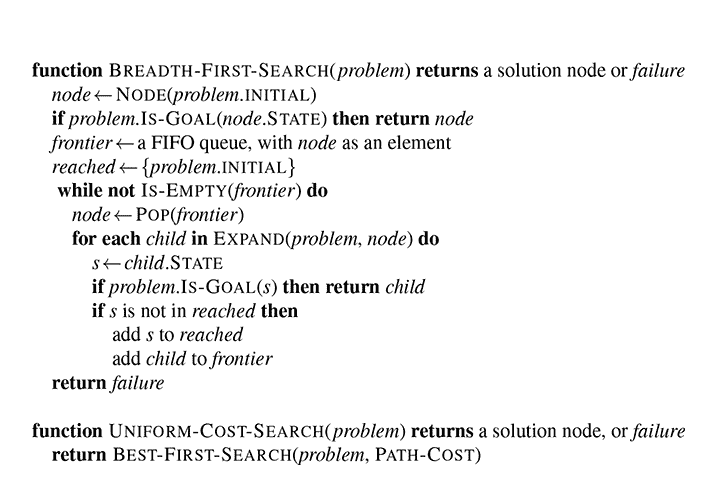 function BREADTH-FIRST-SEARCH(problem) returns a solution node or failure
node←NODE(problem.INITIAL)
if problem.IS-GOAL(node.STATE) then return node
frontier←a FIFO queue, with node as an element
reached←{problem.INITIAL}
while not IS-EMPTY(frontier) do
node←POP(frontier)
for each child in EXPAND(problem, node) do
s←child.STATE
if problem.IS-GOAL(s) then return child
if s is not in reached then
add s to reached
add child to frontier
return failure
function UNIFORM-COST-SEARCH(problem) returns a solution node, or failure
return BEST-FIRST-SEARCH(problem, PATH-COST)